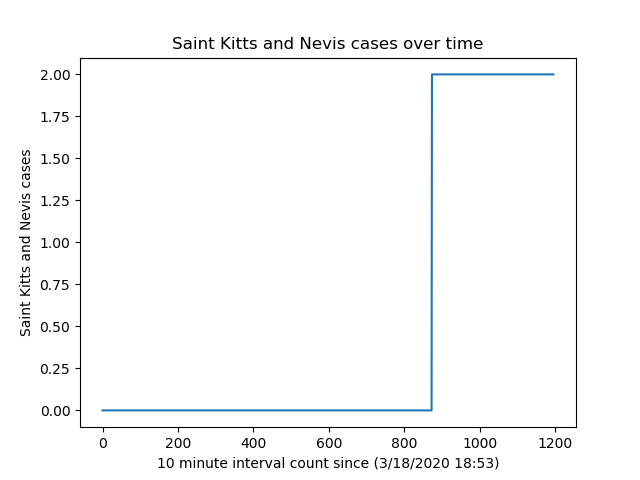 Saint Kitts and Nevis cases over time
Saint Kitts and Nevis cases
2.00
1.75
1.50
1.25
1.00
0.75
0.50
0.25
0.00
0 200 400 600 800 1000 1200
10 minute interval count since (3/18/2020 18:53)